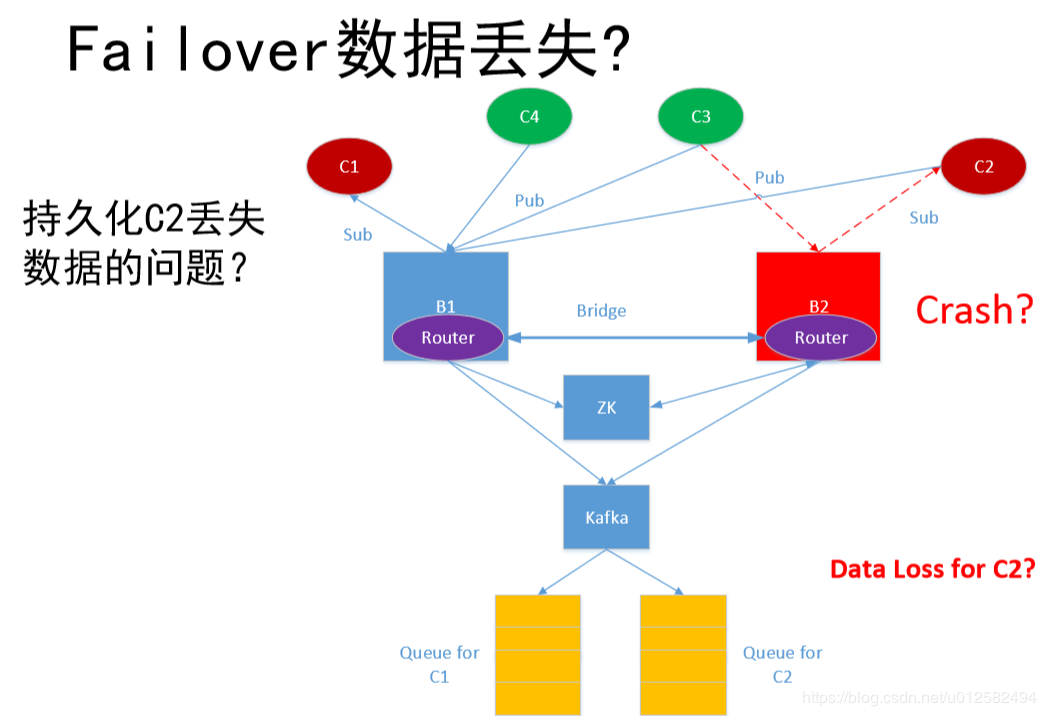 Failover数据丢失?
C4
C3
C1
C2
Pub
Pub
持久化C2丢失
数据的问题？
Sub
Sub
B1
B2
Crash?
Bridge
Router
Router
ZK
Kafka
Data Loss for C2?
Queue for
C1
Queue for
C2
https://blog.csdn.net/u012582494